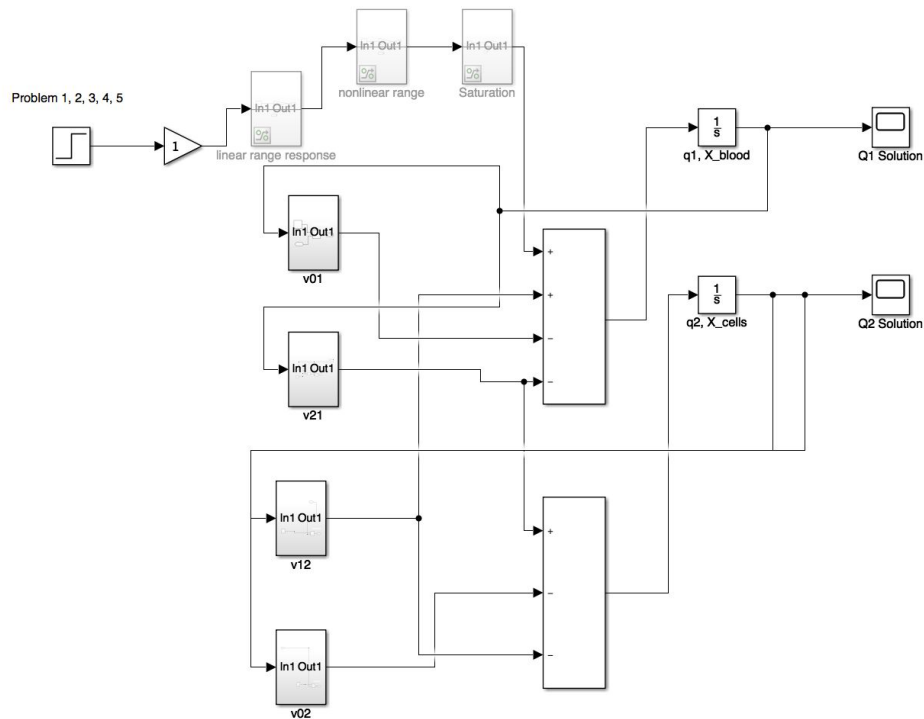 In1 Out1
nonlinear range
In1 Out1
Saturation
Problem 1, 2, 3, 4, 5
1
In1 Out1
linear range response
1
s
q1, X_blood
Q1 Solution
In1 Out1
v01
+
+
−
−
In1 Out1
v21
1
s
q2, X_cells
Q2 Solution
In1 Out1
v12
+
−
−
In1 Out1
v02